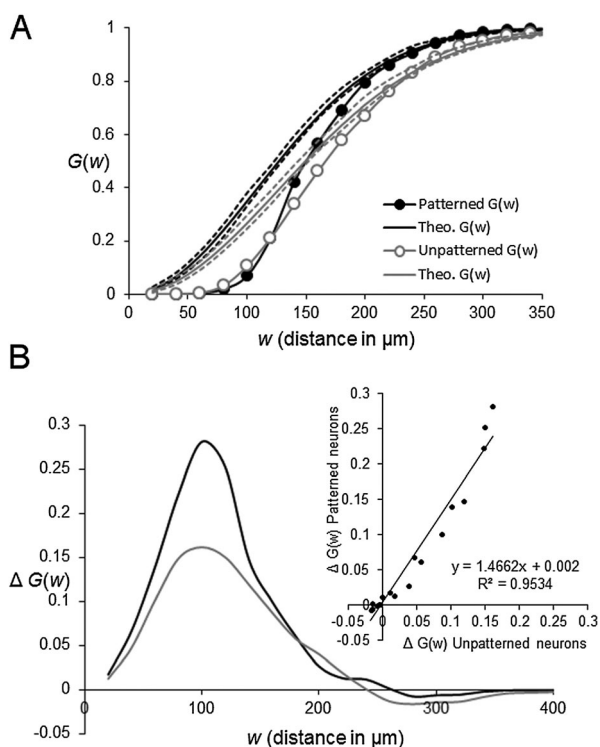 A
1
0.8
0.6
0.4
0.2
0
G(w)
Patterned G(w)
Theo. G(w)
Unpatterned G(w)
Theo. G(w)
0 50 100 150 200 250 300 350
w (distance in µm)
B
0.3
0.25
0.2
0.15
0.1
0.05
0
-0.05
Δ G(w)
0 100 200 300 400
w (distance in µm)
0.3
0.25
0.2
0.15
0.1
0.05
0
-0.05
Δ G(w) Patterned neurons
y = 1.4662x + 0.002
R² = 0.9534
-0.05 0 0.05 0.1 0.15 0.2 0.25 0.3
Δ G(w) Unpatterned neurons